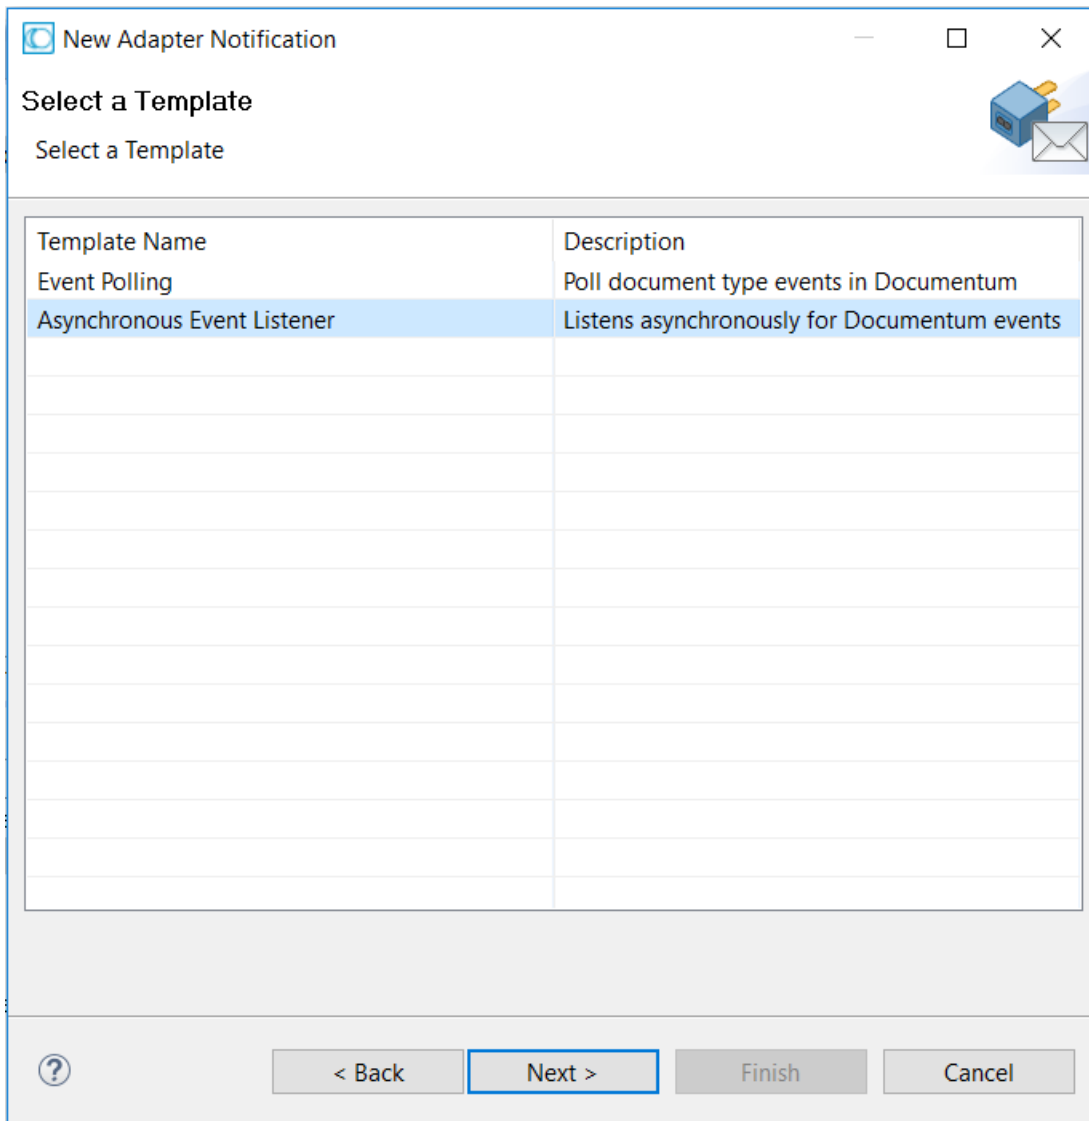 New Adapter Notification
Select a Template
Select a Template
Template Name Description
Event Polling Poll document type events in Documentum
Asynchronous Event Listener Listens asynchronously for Documentum events
? < Back Next > Finish Cancel